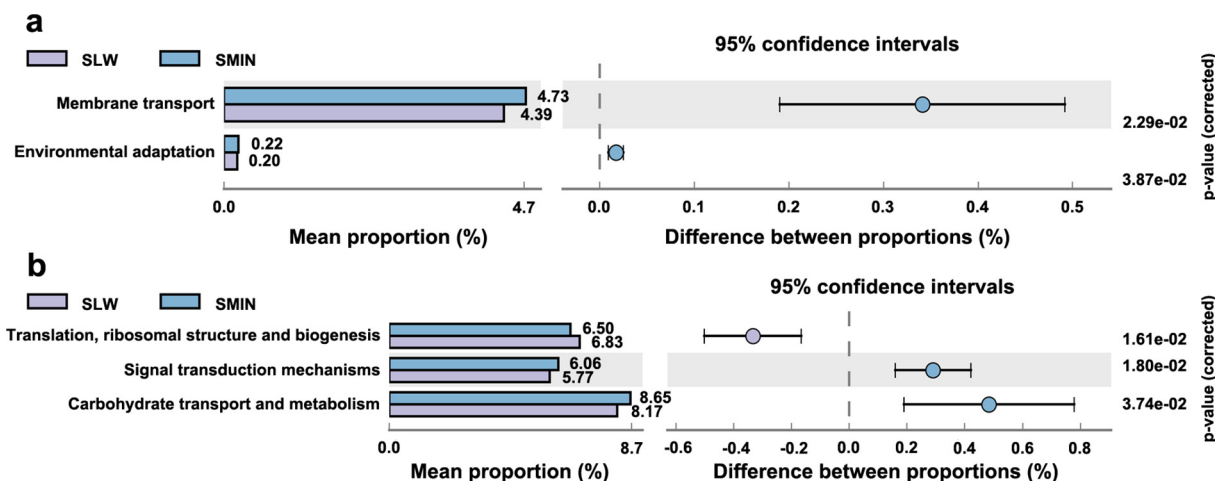 a
SLW SMIN
95% confidence intervals
Membrane transport 4.73
4.39
2.29e-02
Environmental adaptation 0.22
0.20
3.87e-02
p-value (corrected)
0.0 4.7 0.0 0.1 0.2 0.3 0.4 0.5
Mean proportion (%) Difference between proportions (%)
b
SLW SMIN
95% confidence intervals
Translation, ribosomal structure and biogenesis 6.50
6.83
1.61e-02
Signal transduction mechanisms 6.06
5.77
1.80e-02
Carbohydrate transport and metabolism 8.65
8.17
3.74e-02
p-value (corrected)
0.0 8.7 -0.6 -0.4 -0.2 0.0 0.2 0.4 0.6 0.8
Mean proportion (%) Difference between proportions (%)